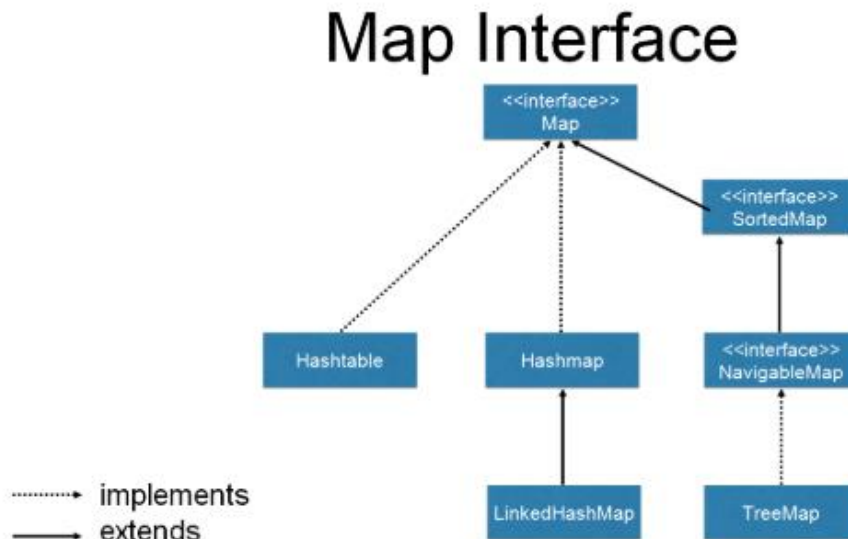 Map Interface
<<interface>>
Map
<<interface>>
SortedMap
Hashtable
Hashmap
<<interface>>
NavigableMap
LinkedHashMap
TreeMap
implements
extends